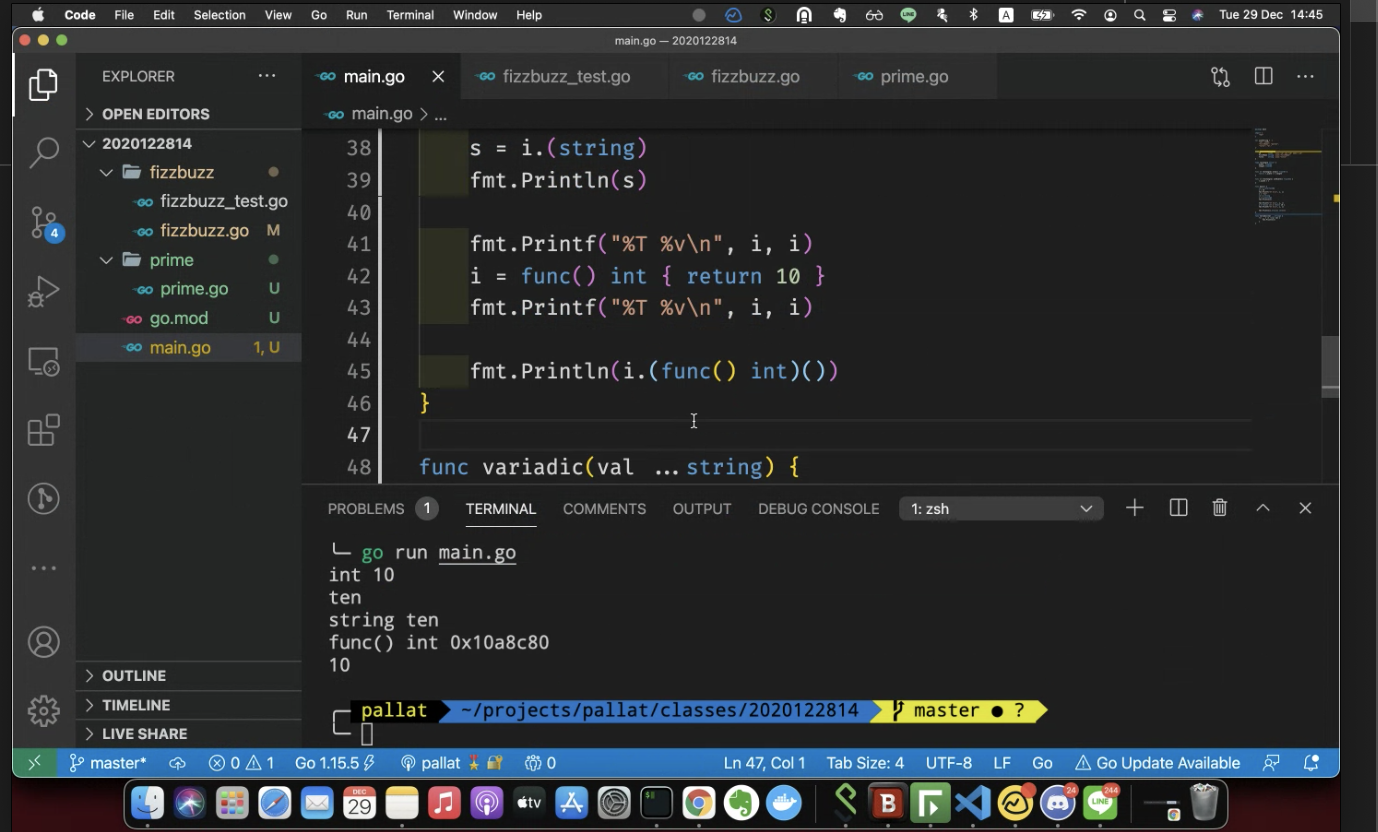 Code File Edit Selection View Go Run Terminal Window Help A Tue 29 Dec 14:45
main.go — 2020122814
EXPLORER ...
main.go fizzbuzz_test.go fizzbuzz.go prime.go ...
OPEN EDITORS
main.go > ...
2020122814
fizzbuzz
fizzbuzz_test.go
fizzbuzz.go M
prime
prime.go U
go.mod U
main.go 1, U
OUTLINE
TIMELINE
LIVE SHARE
38 s = i.(string)
39 fmt.Println(s)
40
41 fmt.Printf("%T %v\n", i, i)
42 i = func() int { return 10 }
43 fmt.Printf("%T %v\n", i, i)
44
45 fmt.Println(i.(func() int)())
46 }
47
48 func variadic(val ...string) {
PROBLEMS 1 TERMINAL COMMENTS OUTPUT DEBUG CONSOLE 1: zsh
go run main.go
int 10
ten
string ten
func() int 0x10a8c80
10
pallat ~/projects/pallat/classes/2020122814 master ● ?
4
master* 0 1 Go 1.15.5 pallat 0 Ln 47, Col 1 Tab Size: 4 UTF-8 LF Go Go Update Available
DEC 29 tv $ B 24 LINE 244